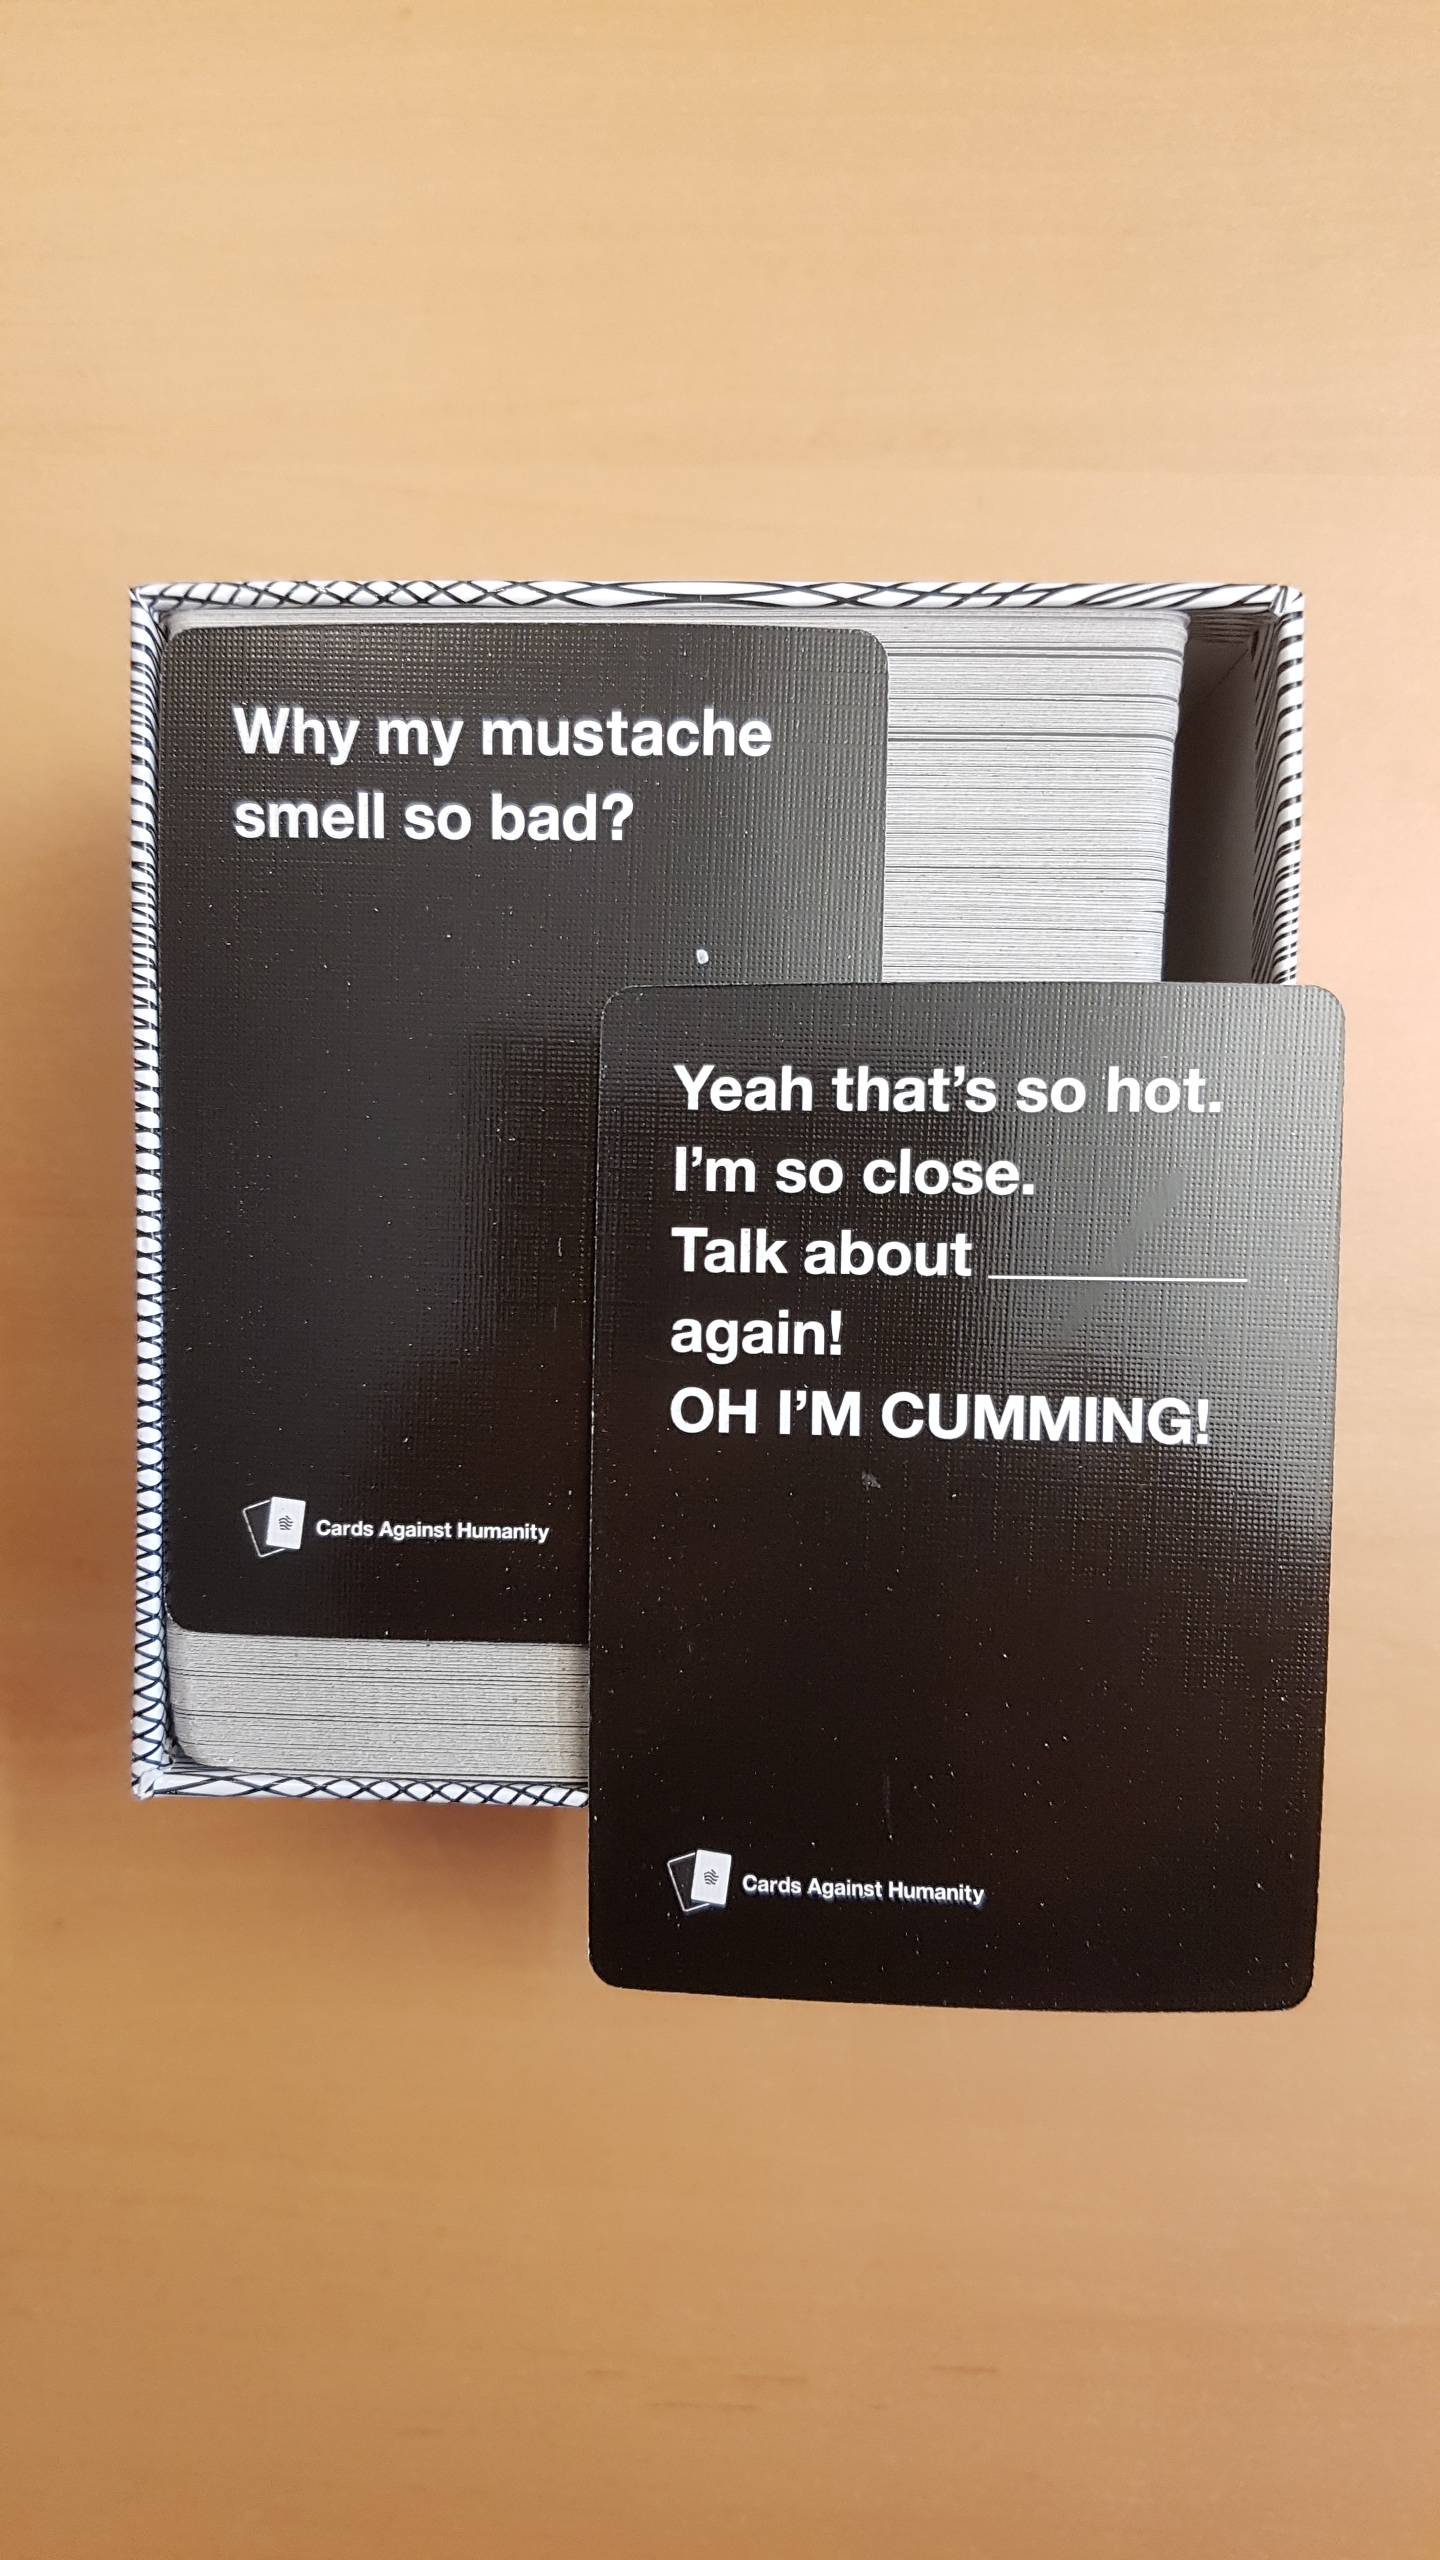 Why my mustache
smell so bad?
Cards Against Humanity
Yeah that’s so hot.
I’m so close.
Talk about __________
again!
OH I’M CUMMING!
Cards Against Humanity